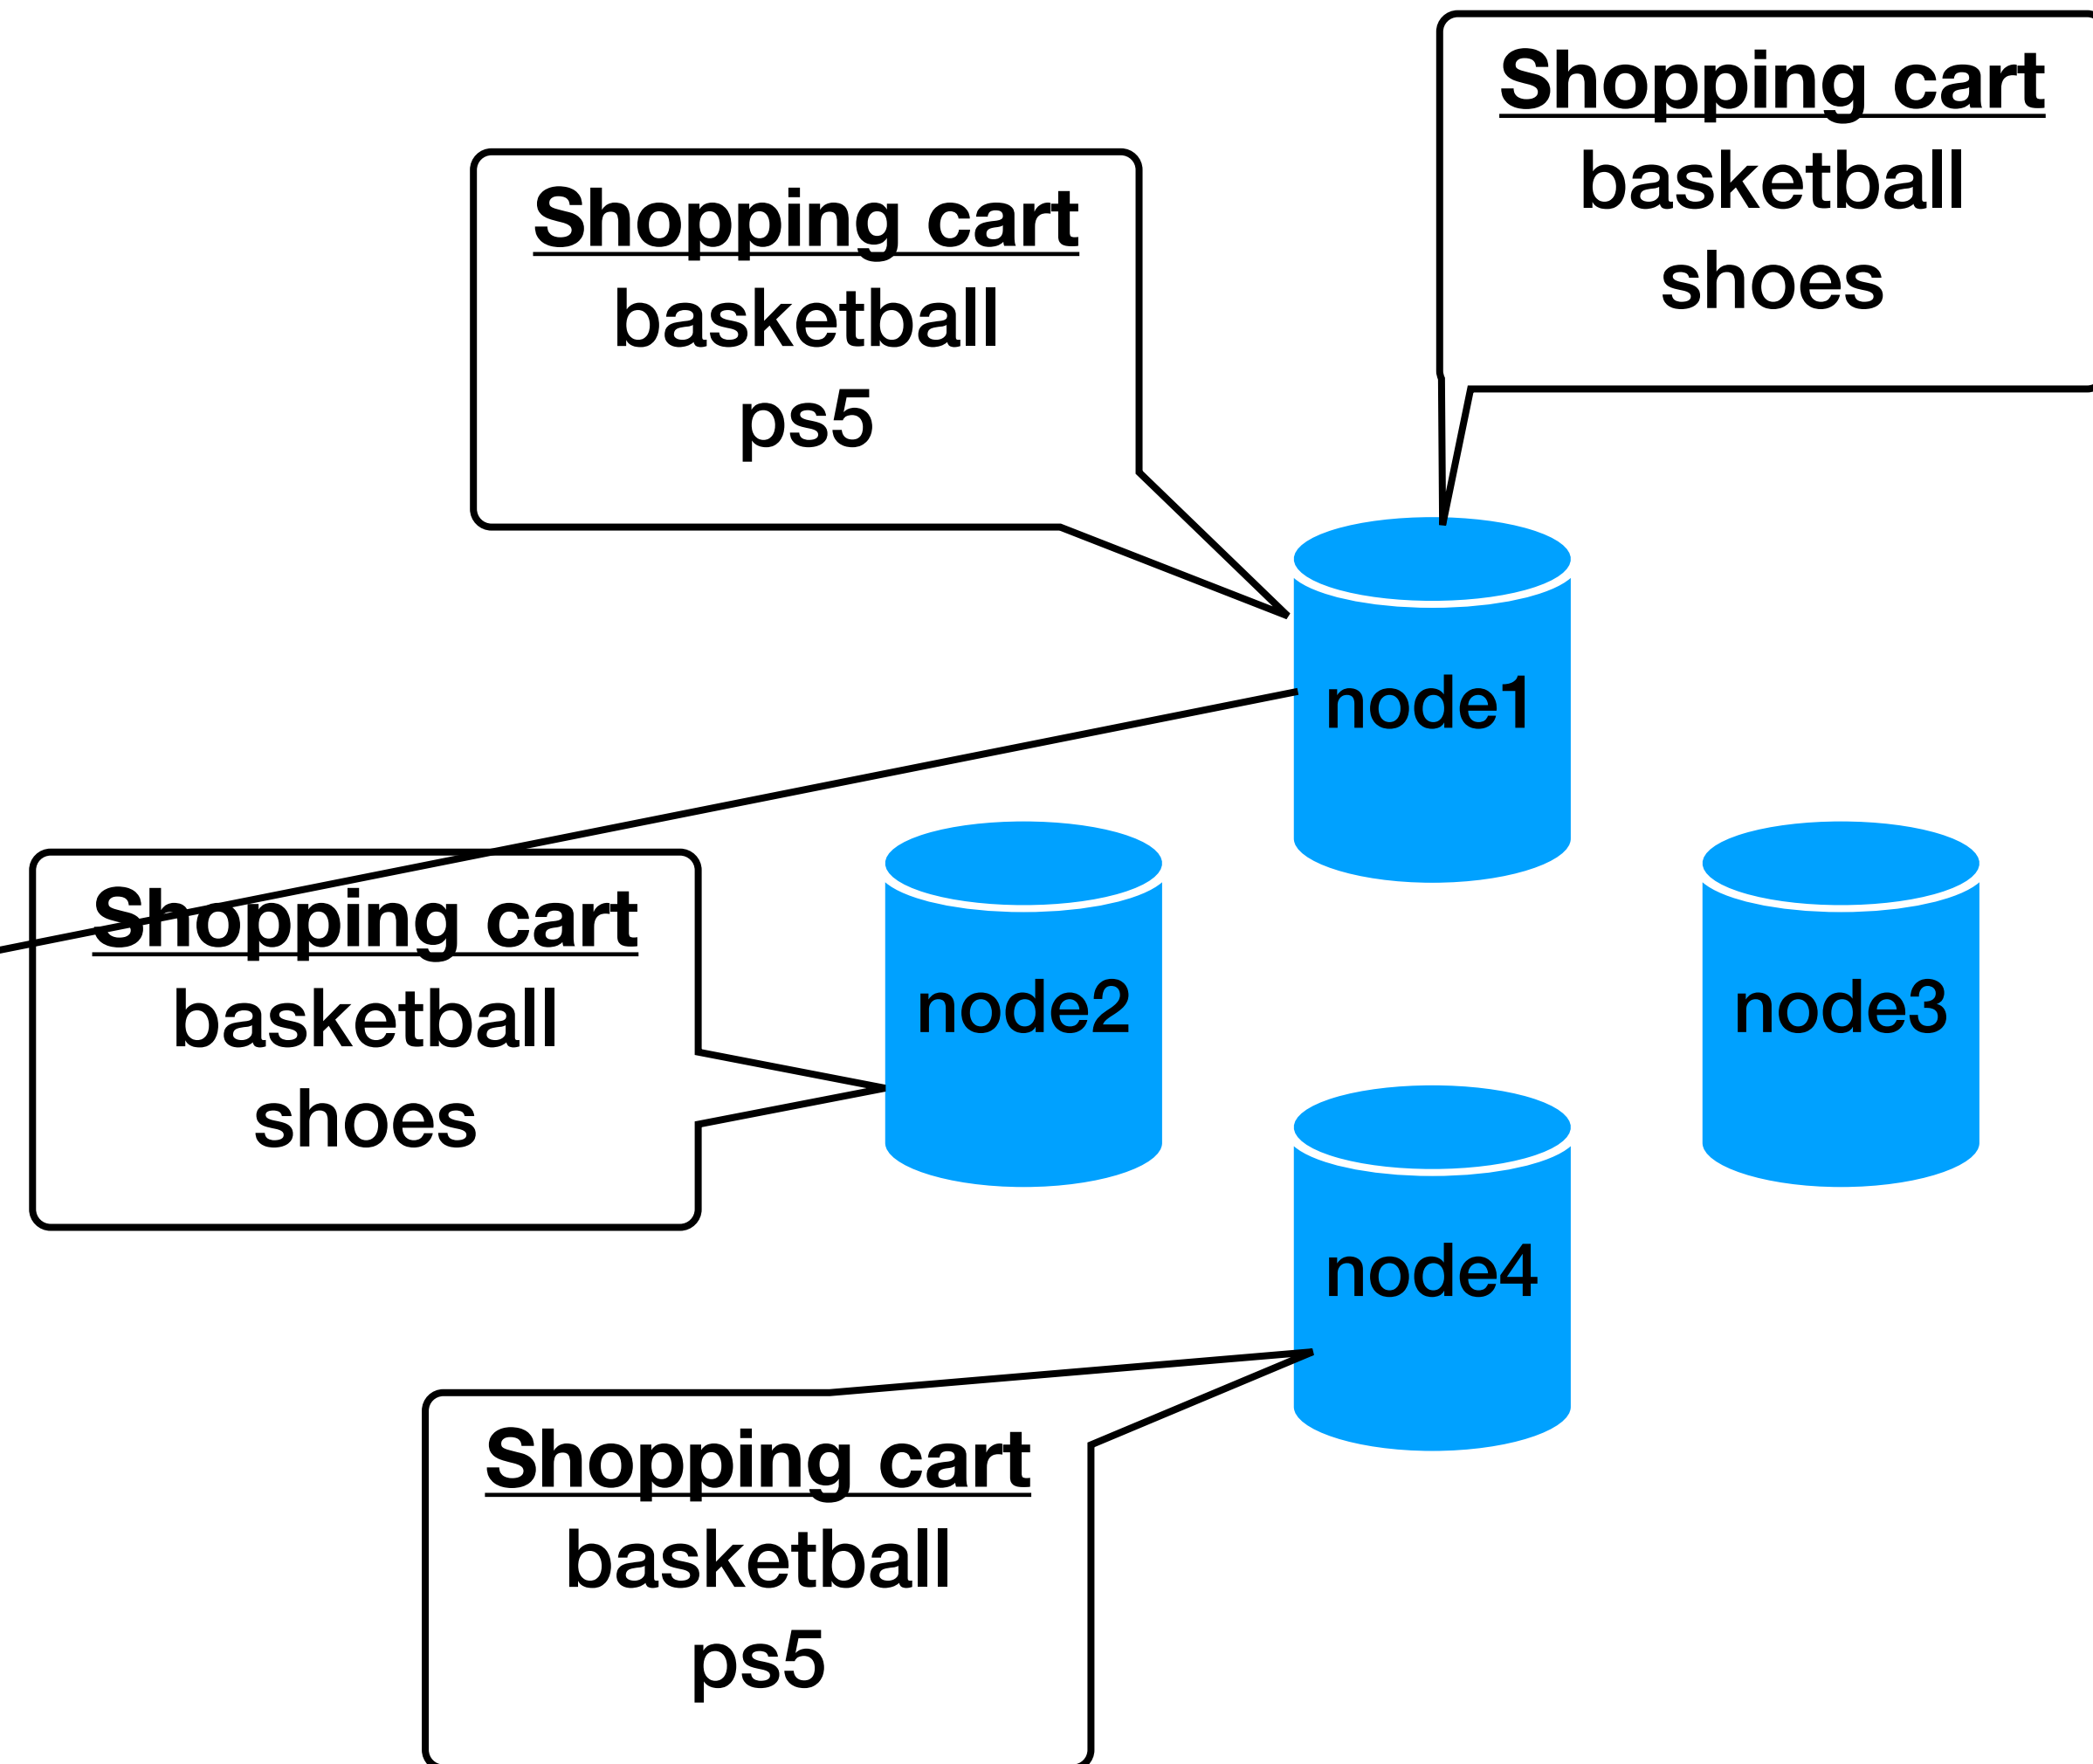 Shopping cart
basketball
shoes
Shopping cart
basketball
ps5
node1
Shopping cart
basketball
shoes
node2
node3
node4
Shopping cart
basketball
ps5